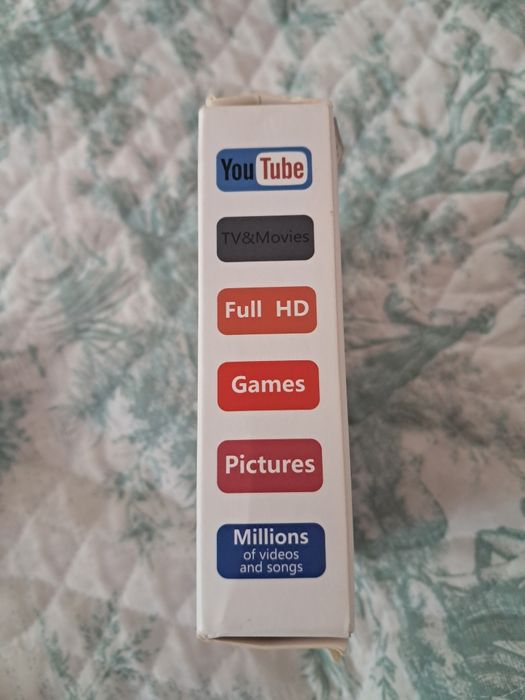 YouTube
TV&Movies
Full HD
Games
Pictures
Millions
of videos
and songs